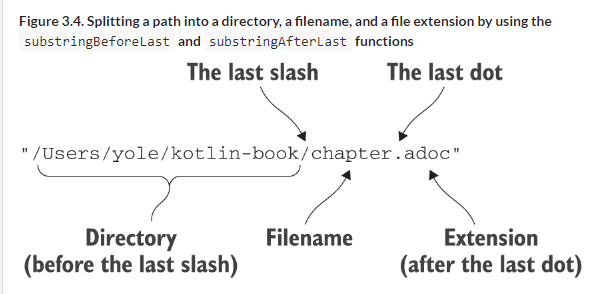 Figure 3.4. Splitting a path into a directory, a filename, and a file extension by using the
substringBeforeLast and substringAfterLast functions
The last slash The last dot
"/Users/yole/kotlin-book/chapter.adoc"
Directory Filename Extension
(before the last slash) (after the last dot)